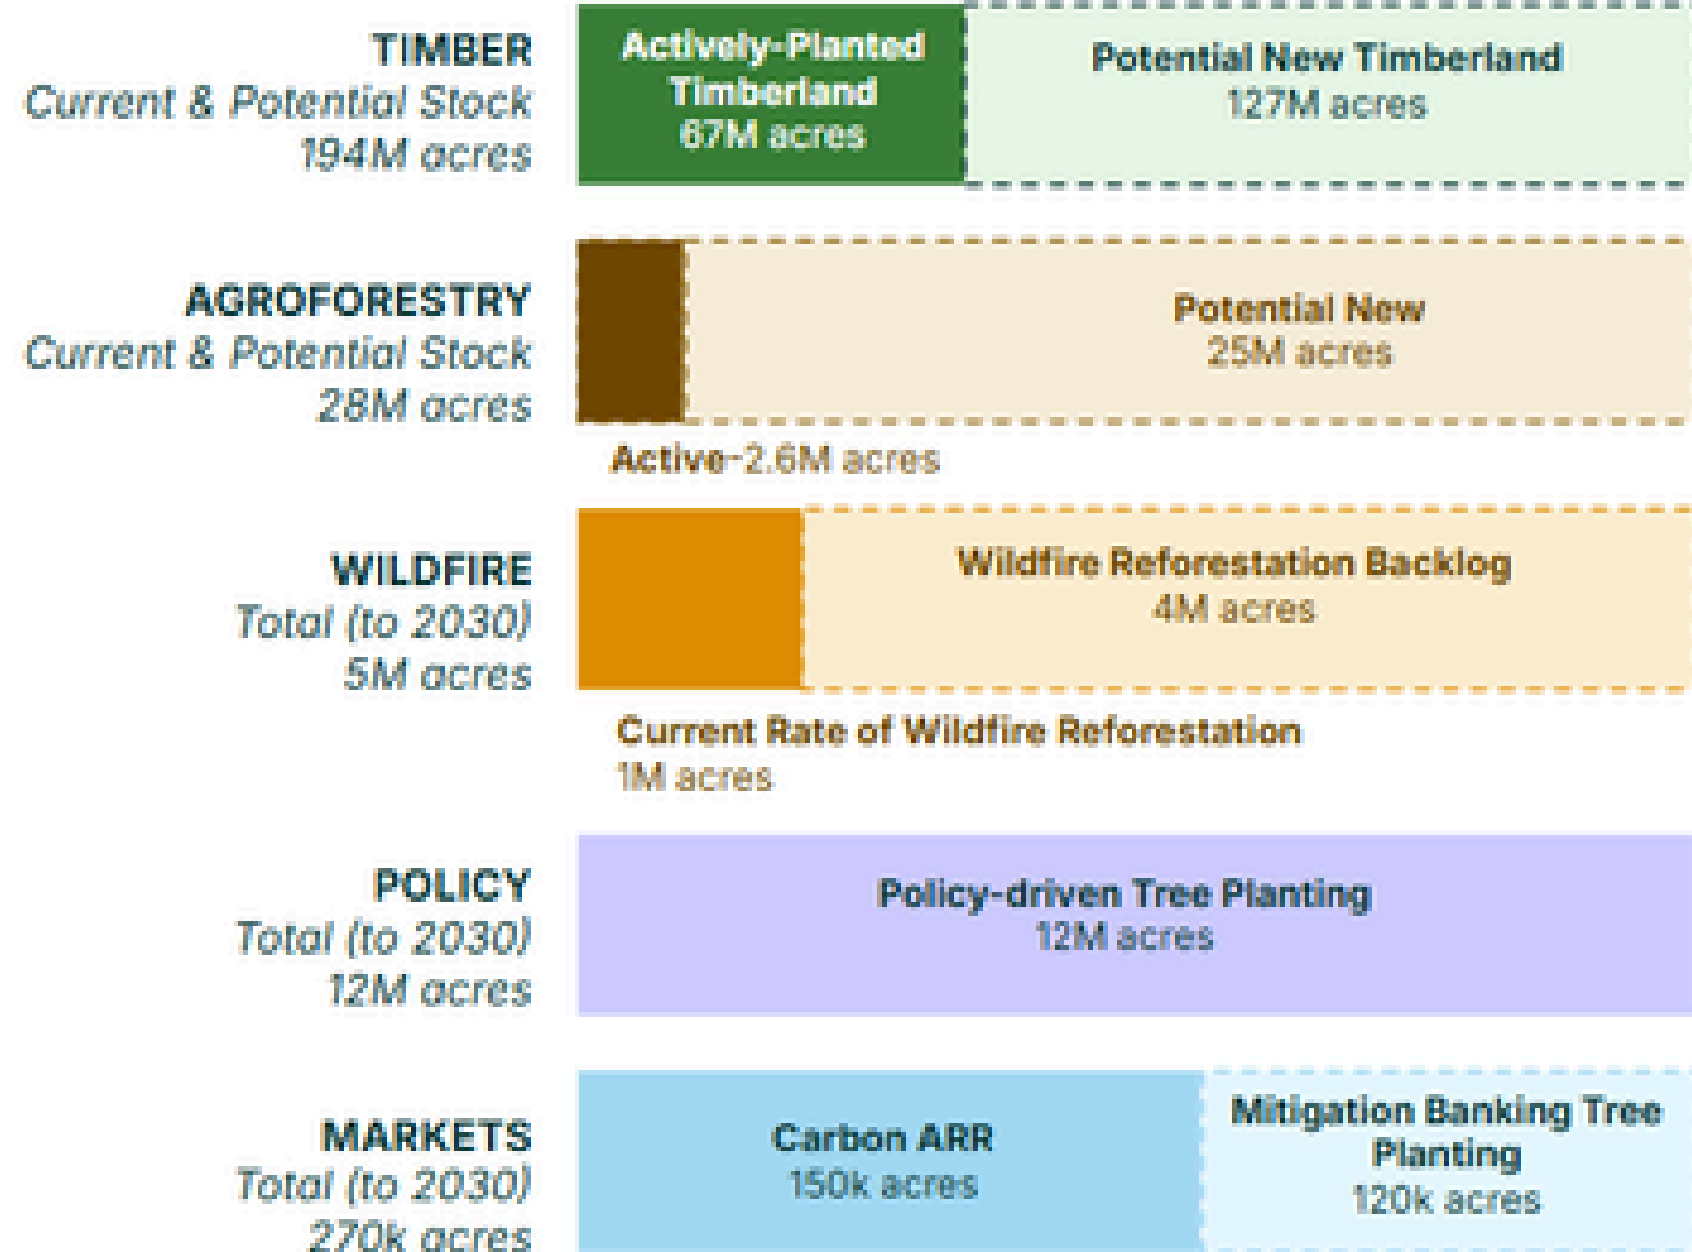 TIMBER
Current & Potential Stock
194M acres
Actively-Planted
Timberland
67M acres
Potential New Timberland
127M acres
AGROFORESTRY
Current & Potential Stock
28M acres
Potential New
25M acres
Active-2.6M acres
WILDFIRE
Total (to 2030)
5M acres
Wildfire Reforestation Backlog
4M acres
Current Rate of Wildfire Reforestation
1M acres
POLICY
Total (to 2030)
12M acres
Policy-driven Tree Planting
12M acres
MARKETS
Total (to 2030)
270k acres
Carbon ARR
150k acres
Mitigation Banking Tree
Planting
120k acres